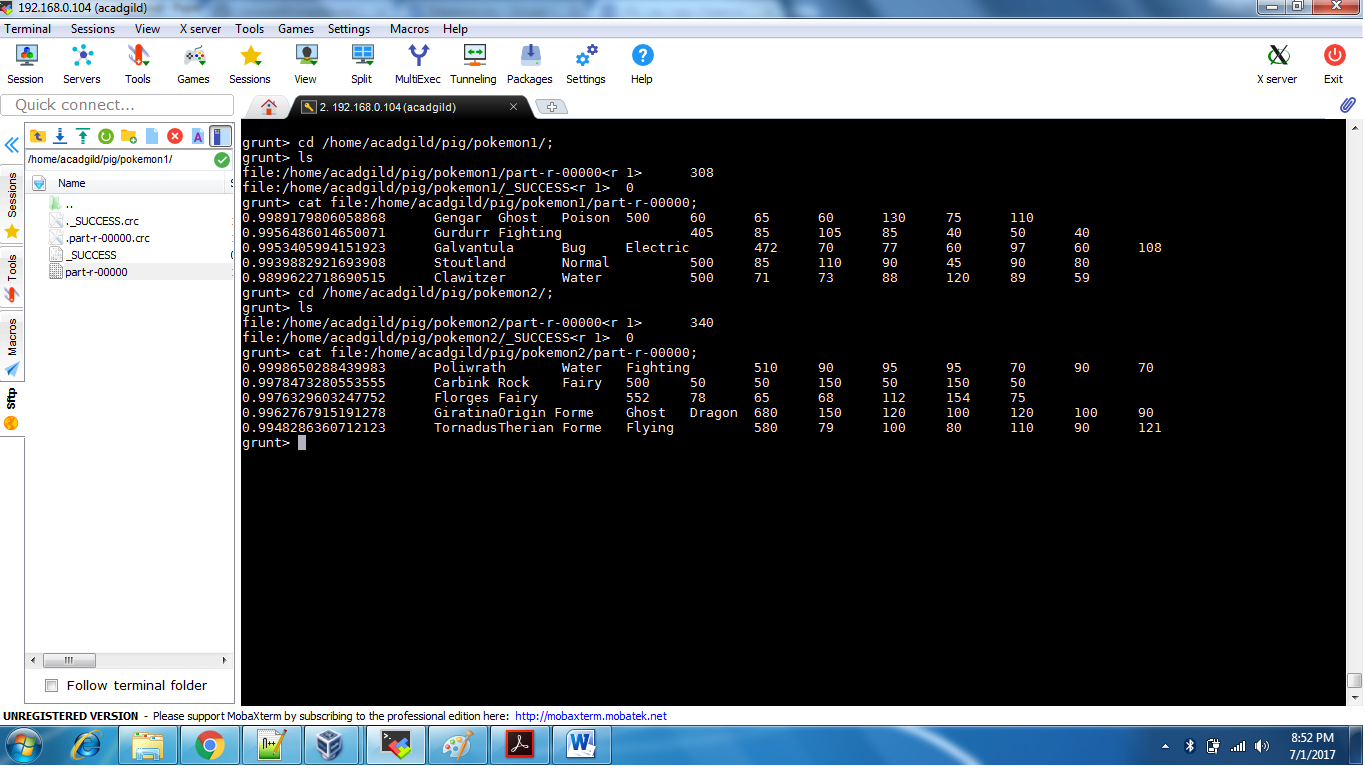 192.168.0.104 (acadgild)
Terminal Sessions View X server Tools Games Settings Macros Help
Session Servers Tools Games Sessions View Split MultiExec Tunneling Packages Settings Help X server Exit
Quick connect...
2. 192.168.0.104 (acadgild)
/home/acadgild/pig/pokemon1/
Name
..
._SUCCESS.crc
.part-r-00000.crc
_SUCCESS
part-r-00000
Sessions
Tools
Macros
Sftp
Follow terminal folder
grunt> cd /home/acadgild/pig/pokemon1/;
grunt> ls
file:/home/acadgild/pig/pokemon1/part-r-00000<r 1> 308
file:/home/acadgild/pig/pokemon1/_SUCCESS<r 1> 0
grunt> cat file:/home/acadgild/pig/pokemon1/part-r-00000;
0.9989179806058868 Gengar Ghost Poison 500 60 65 60 130 75 110
0.9956486014650071 Gurdurr Fighting 405 85 105 85 40 50 40
0.9953405994151923 Galvantula Bug Electric 472 70 77 60 97 60 108
0.9939882921693908 Stoutland Normal 500 85 110 90 45 90 80
0.9899622718690515 Clawitzer Water 500 71 73 88 120 89 59
grunt> cd /home/acadgild/pig/pokemon2/;
grunt> ls
file:/home/acadgild/pig/pokemon2/part-r-00000<r 1> 340
file:/home/acadgild/pig/pokemon2/_SUCCESS<r 1> 0
grunt> cat file:/home/acadgild/pig/pokemon2/part-r-00000;
0.9998650288439983 Poliwrath Water Fighting 510 90 95 95 70 90 70
0.9978473280553555 Carbink Rock Fairy 500 50 50 150 50 150 50
0.9976329603247752 Florges Fairy 552 78 65 68 112 154 75
0.9962767915191278 GiratinaOrigin Forme Ghost Dragon 680 150 120 100 120 100 90
0.9948286360712123 TornadusTherian Forme Flying 580 79 100 80 110 90 121
grunt>
UNREGISTERED VERSION - Please support MobaXterm by subscribing to the professional edition here: http://mobaxterm.mobatek.net
8:52 PM
7/1/2017